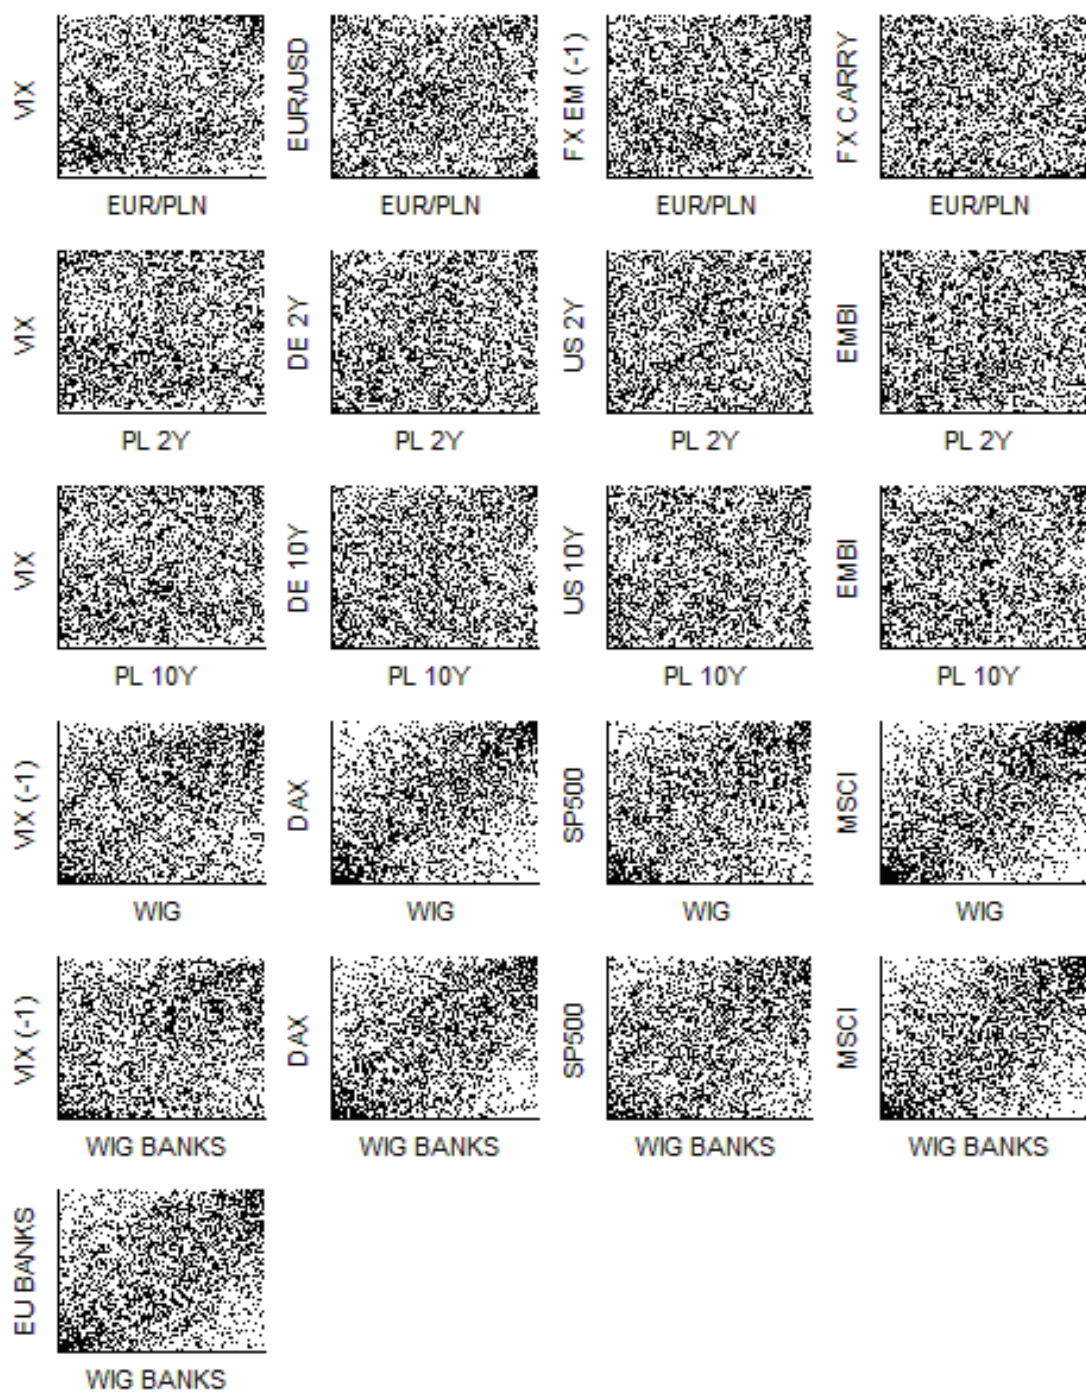 VIX
EUR/PLN
EUR/USD
EUR/PLN
FX EM (-1)
EUR/PLN
FX CARRY
EUR/PLN
VIX
PL 2Y
DE 2Y
PL 2Y
US 2Y
PL 2Y
EMBI
PL 2Y
VIX
PL 10Y
DE 10Y
PL 10Y
US 10Y
PL 10Y
EMBI
PL 10Y
VIX (-1)
WIG
DAX
WIG
SP500
WIG
MSCI
WIG
VIX (-1)
WIG BANKS
DAX
WIG BANKS
SP500
WIG BANKS
MSCI
WIG BANKS
EU BANKS
WIG BANKS